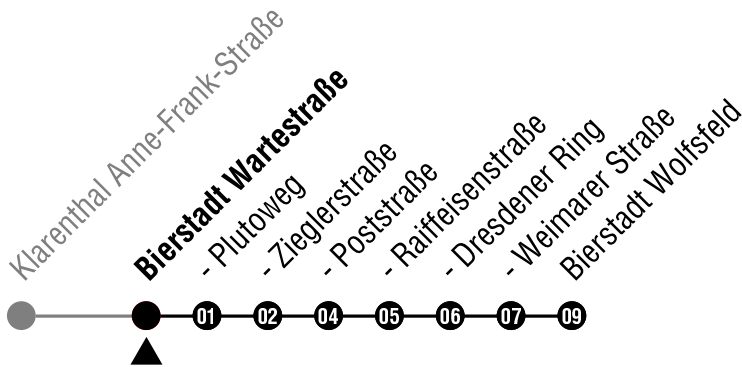 Klarenthal Anne-Frank-Straße
Bierstadt Wartestraße
- Plutoweg
- Zieglerstraße
- Poststraße
- Raiffeisenstraße
- Dresdener Ring
- Weimarer Straße
Bierstadt Wolfsfeld
01 02 04 05 06 07 09